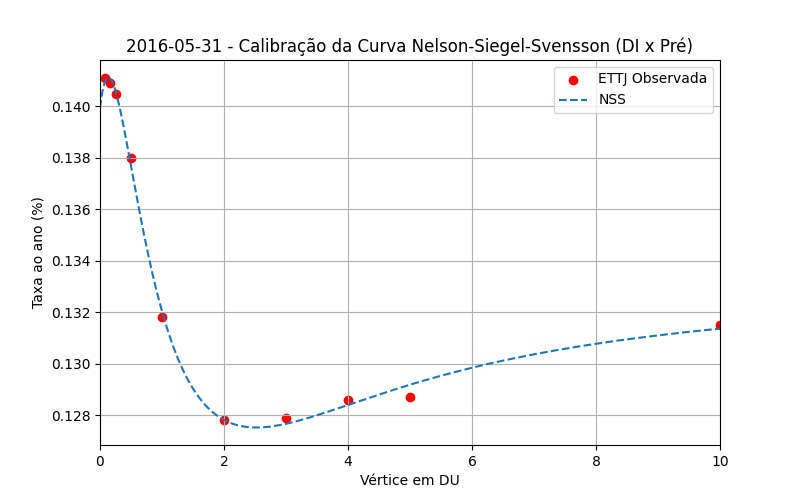 2016-05-31 - Calibração da Curva Nelson-Siegel-Svensson (DI x Pré)
ETTJ Observada
NSS
Taxa ao ano (%)
0.140
0.138
0.136
0.134
0.132
0.130
0.128
0 2 4 6 8 10
Vértice em DU